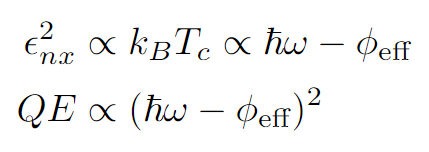 ϵ²ₙₓ ∝ k_B T_c ∝ ℏω − ϕ_eff
QE ∝ (ℏω − ϕ_eff)²